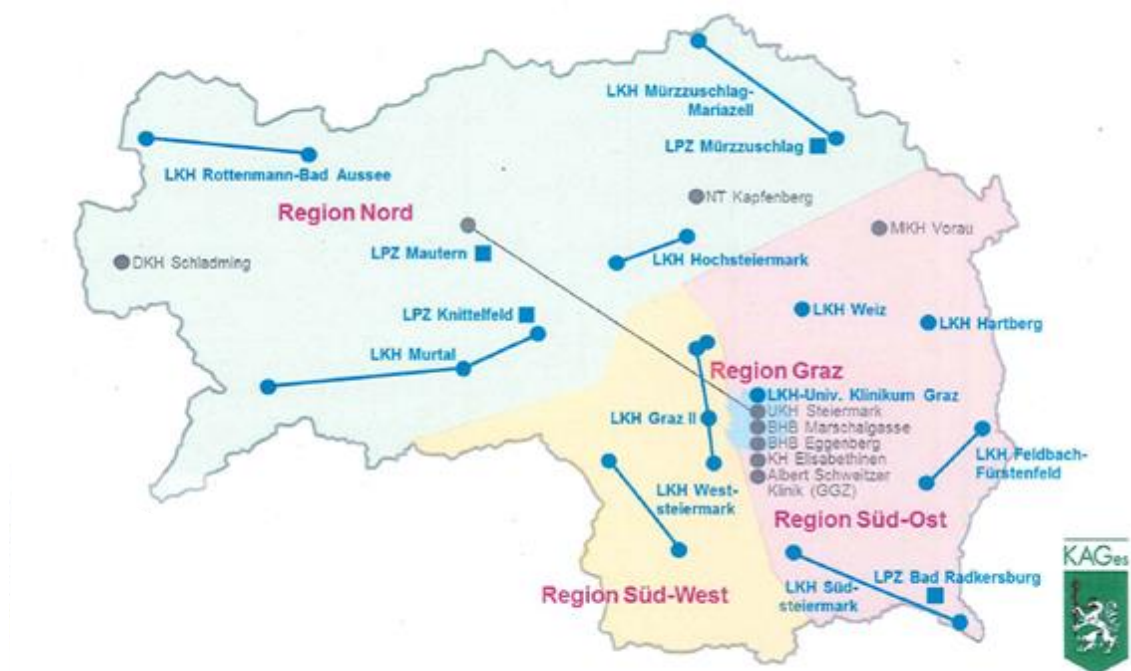 LKH Mürzzuschlag-
Mariazell
LPZ Mürzzuschlag
LKH Rottenmann-Bad Aussee
NT Kapfenberg
Region Nord
MKH Vorau
LPZ Mautern
DKH Schladming
LKH Hochsteiermark
LPZ Knittelfeld
LKH Weiz
LKH Hartberg
LKH Murtal
Region Graz
LKH-Univ. Klinikum Graz
UKH Steiermark
LKH Graz II
BHB Marschalgasse
BHB Eggenberg
KH Elisabethinen
Albert Schweitzer
Klinik (GGZ)
LKH Feldbach-
Fürstenfeld
LKH West-
steiermark
Region Süd-Ost
KAGes
LPZ Bad Radkersburg
LKH Süd-
steiermark
Region Süd-West